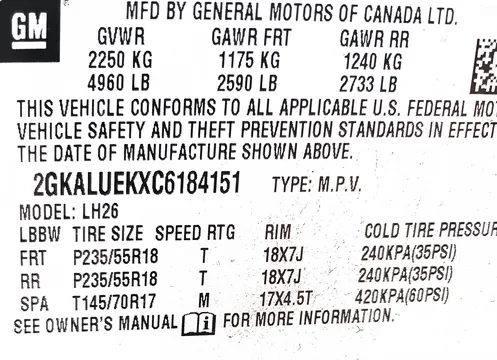 GM
MFD BY GENERAL MOTORS OF CANADA LTD.
GVWR GAWR FRT GAWR RR
2250 KG 1175 KG 1240 KG
4960 LB 2590 LB 2733 LB
THIS VEHICLE CONFORMS TO ALL APPLICABLE U.S. FEDERAL MOT
VEHICLE SAFETY AND THEFT PREVENTION STANDARDS IN EFFECT
THE DATE OF MANUFACTURE SHOWN ABOVE.
2GKALUEKXC6184151 TYPE: M.P.V.
MODEL: LH26
LBBW TIRE SIZE SPEED RTG RIM COLD TIRE PRESSUR
FRT P235/55R18 T 18X7J 240KPA(35PSI)
RR P235/55R18 T 18X7J 240KPA(35PSI)
SPA T145/70R17 M 17X4.5T 420KPA(60PSI)
SEE OWNER'S MANUAL i FOR MORE INFORMATION.